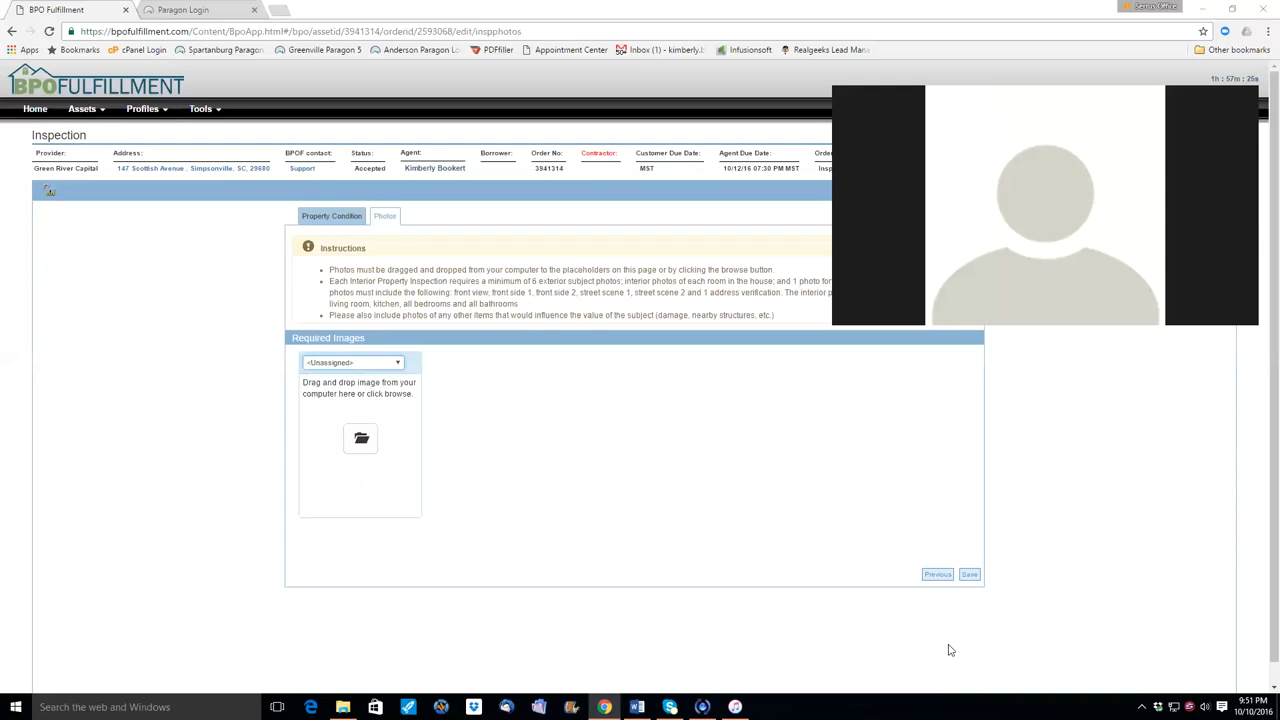 BPO Fulfillment
Paragon Login
Serrus Office
https://bpofulfillment.com/Content/BpoApp.html#/bpo/assetid/3941314/orderid/2593068/edit/inspphotos
Apps Bookmarks cPanel Login Spartanburg Paragon Greenville Paragon 5 Anderson Paragon Lo PDFfiller Appointment Center Inbox (1) - kimberly.b Infusionsoft Realgeeks Lead Mana Other bookmarks
BPOFULFILLMENT
1h : 57m : 25s
Home Assets Profiles Tools
Inspection
Provider: Address: BPOF contact: Status: Agent: Borrower: Order No: Contractor: Customer Due Date: Agent Due Date: Ord
Green River Capital 147 Scottish Avenue , Simpsonville, SC, 29680 Support Accepted Kimberly Bookert 3941314 MST 10/12/16 07:30 PM MST Insp
Property Condition Photos
Instructions
• Photos must be dragged and dropped from your computer to the placeholders on this page or by clicking the browse button.
• Each Interior Property Inspection requires a minimum of 6 exterior subject photos; interior photos of each room in the house; and 1 photo for
photos must include the following: front view, front side 1, front side 2, street scene 1, street scene 2 and 1 address verification. The interior p
living room, kitchen, all bedrooms and all bathrooms
• Please also include photos of any other items that would influence the value of the subject (damage, nearby structures, etc.)
Required Images
<Unassigned>
Drag and drop image from your
computer here or click browse.
Previous Save
Search the web and Windows
9:51 PM
10/10/2016